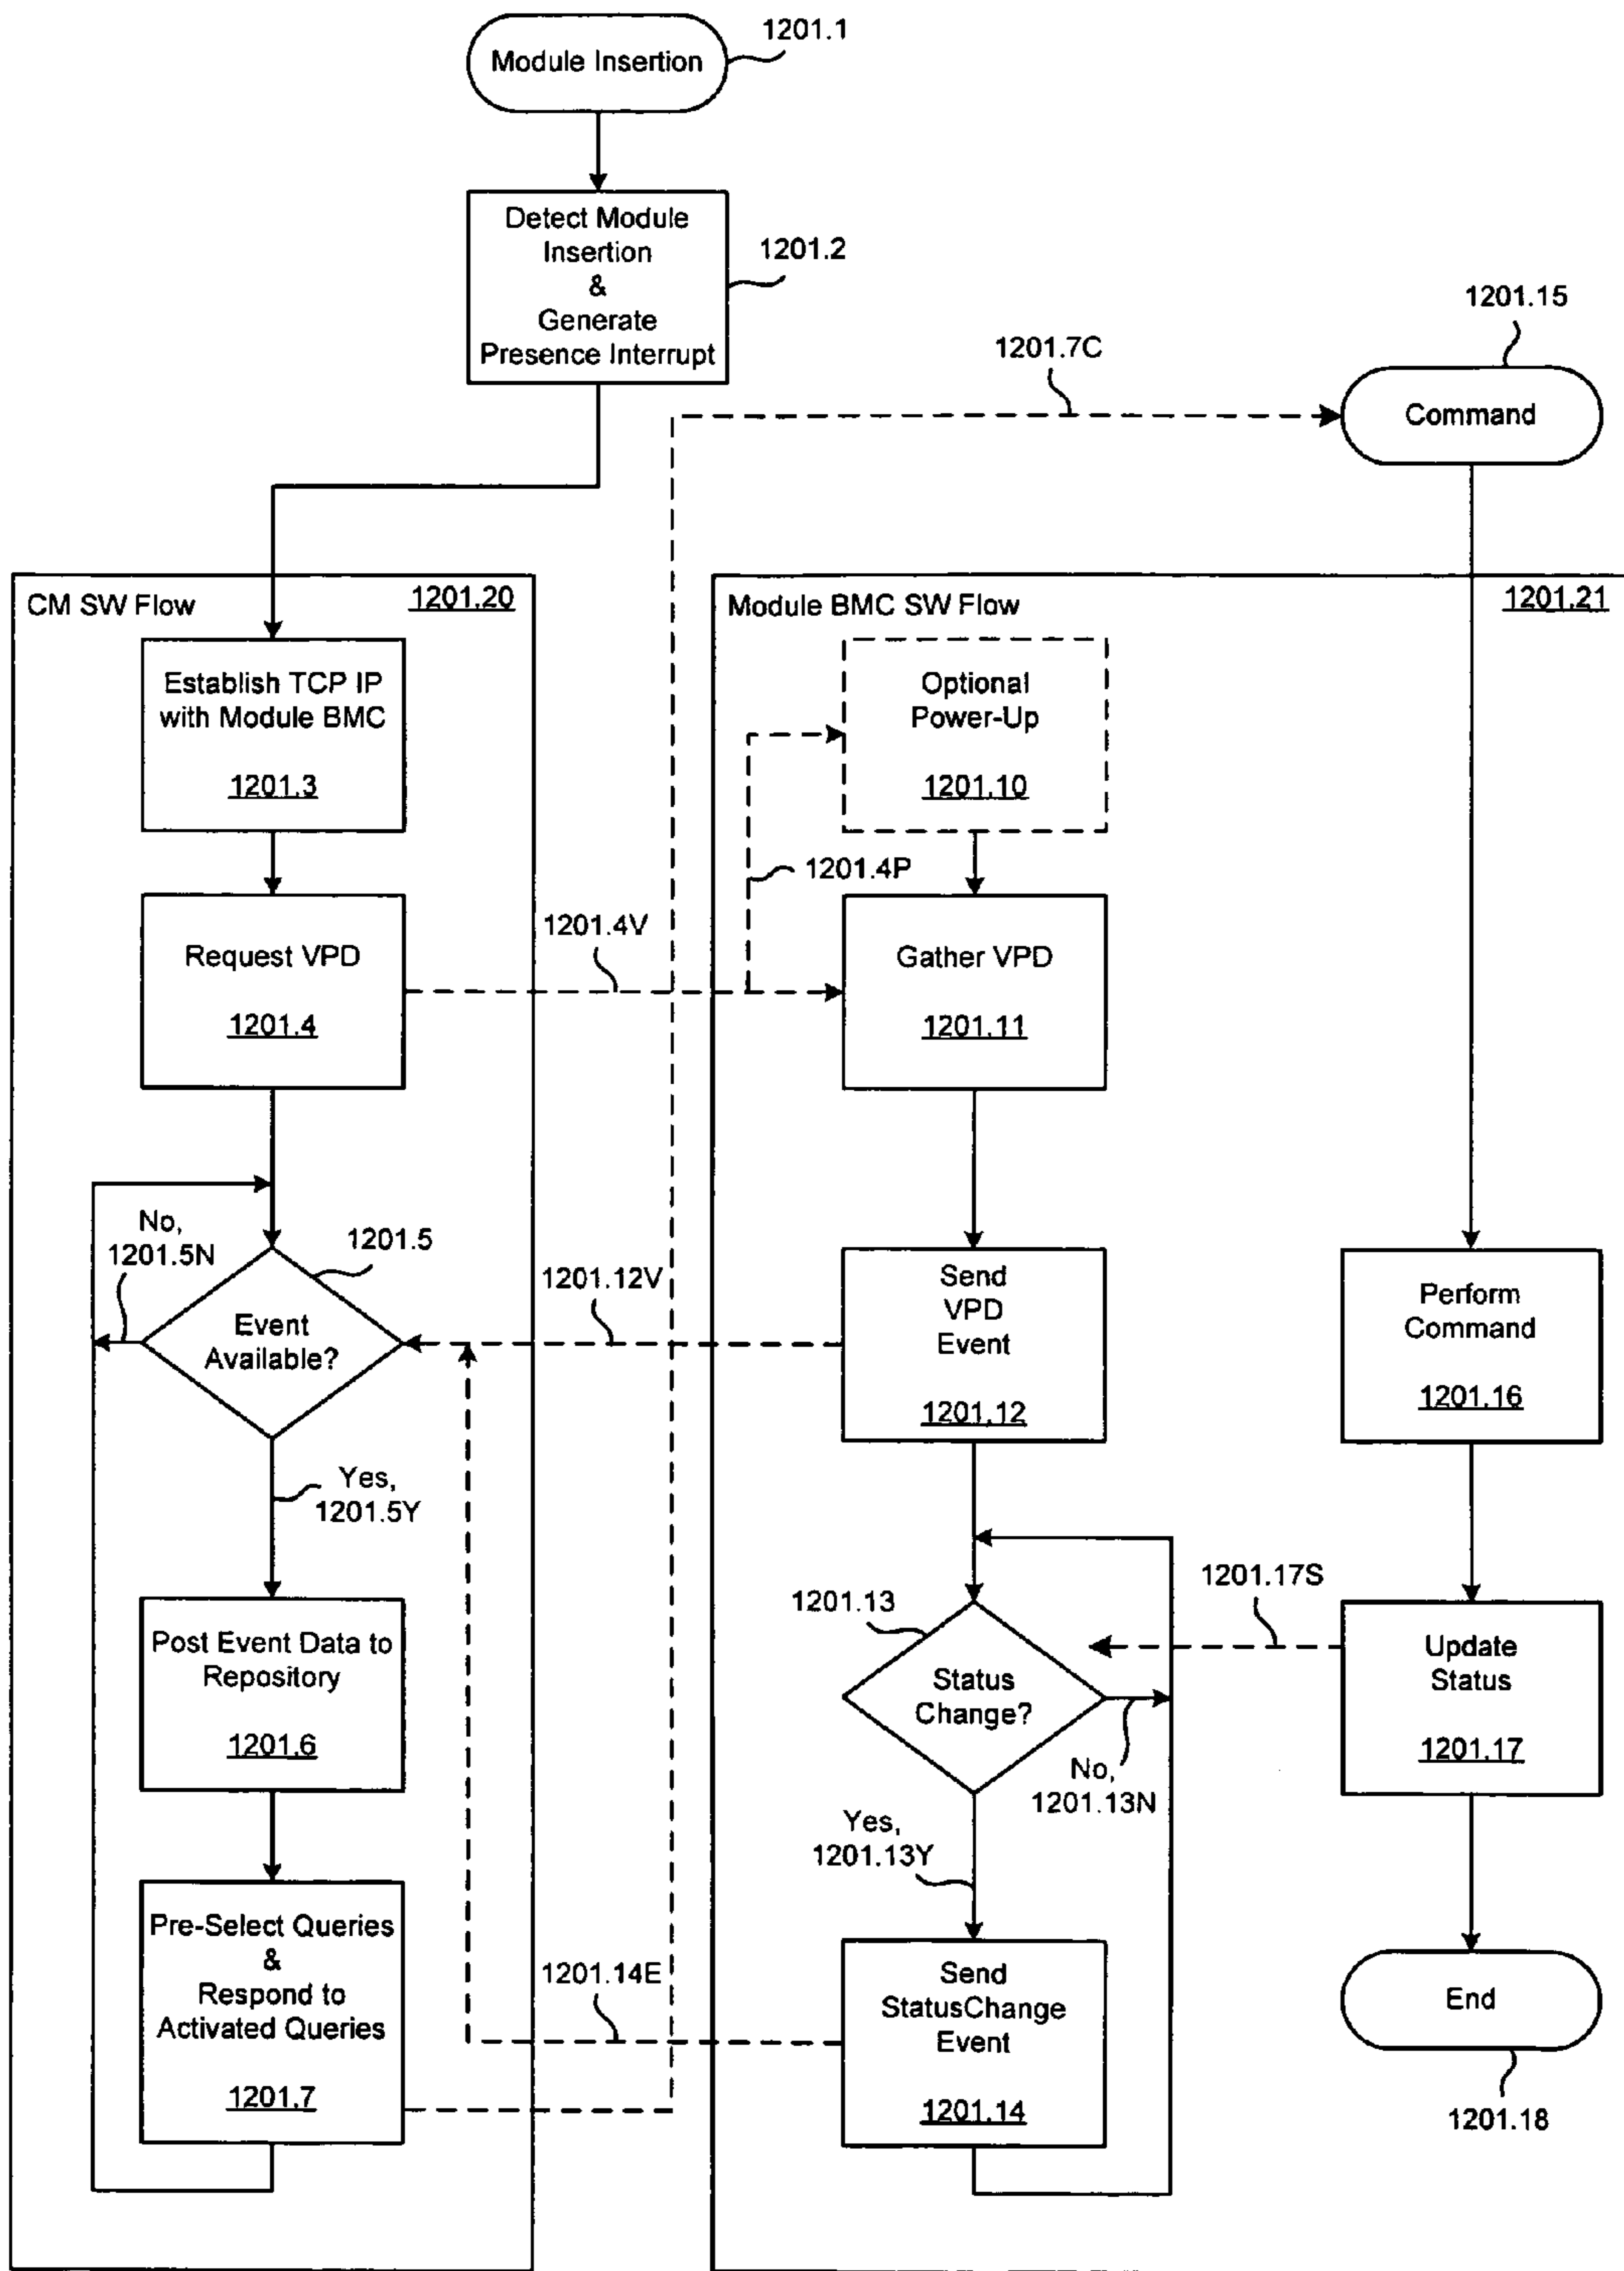 1201.1
Module Insertion
Detect Module
Insertion
&
Generate
Presence Interrupt
1201.2
1201.15
1201.7C
Command
CM SW Flow
1201.20
Module BMC SW Flow
1201.21
Establish TCP IP
with Module BMC
1201.3
Optional
Power-Up
1201.10
1201.4P
Request VPD
1201.4
1201.4V
Gather VPD
1201.11
No,
1201.5N
1201.5
Event
Available?
1201.12V
Send
VPD
Event
1201.12
Perform
Command
1201.16
Yes,
1201.5Y
1201.17S
1201.13
Status
Change?
Update
Status
1201.17
Post Event Data to
Repository
1201.6
No,
1201.13N
Yes,
1201.13Y
Pre-Select Queries
&
Respond to
Activated Queries
1201.7
1201.14E
Send
StatusChange
Event
1201.14
End
1201.18